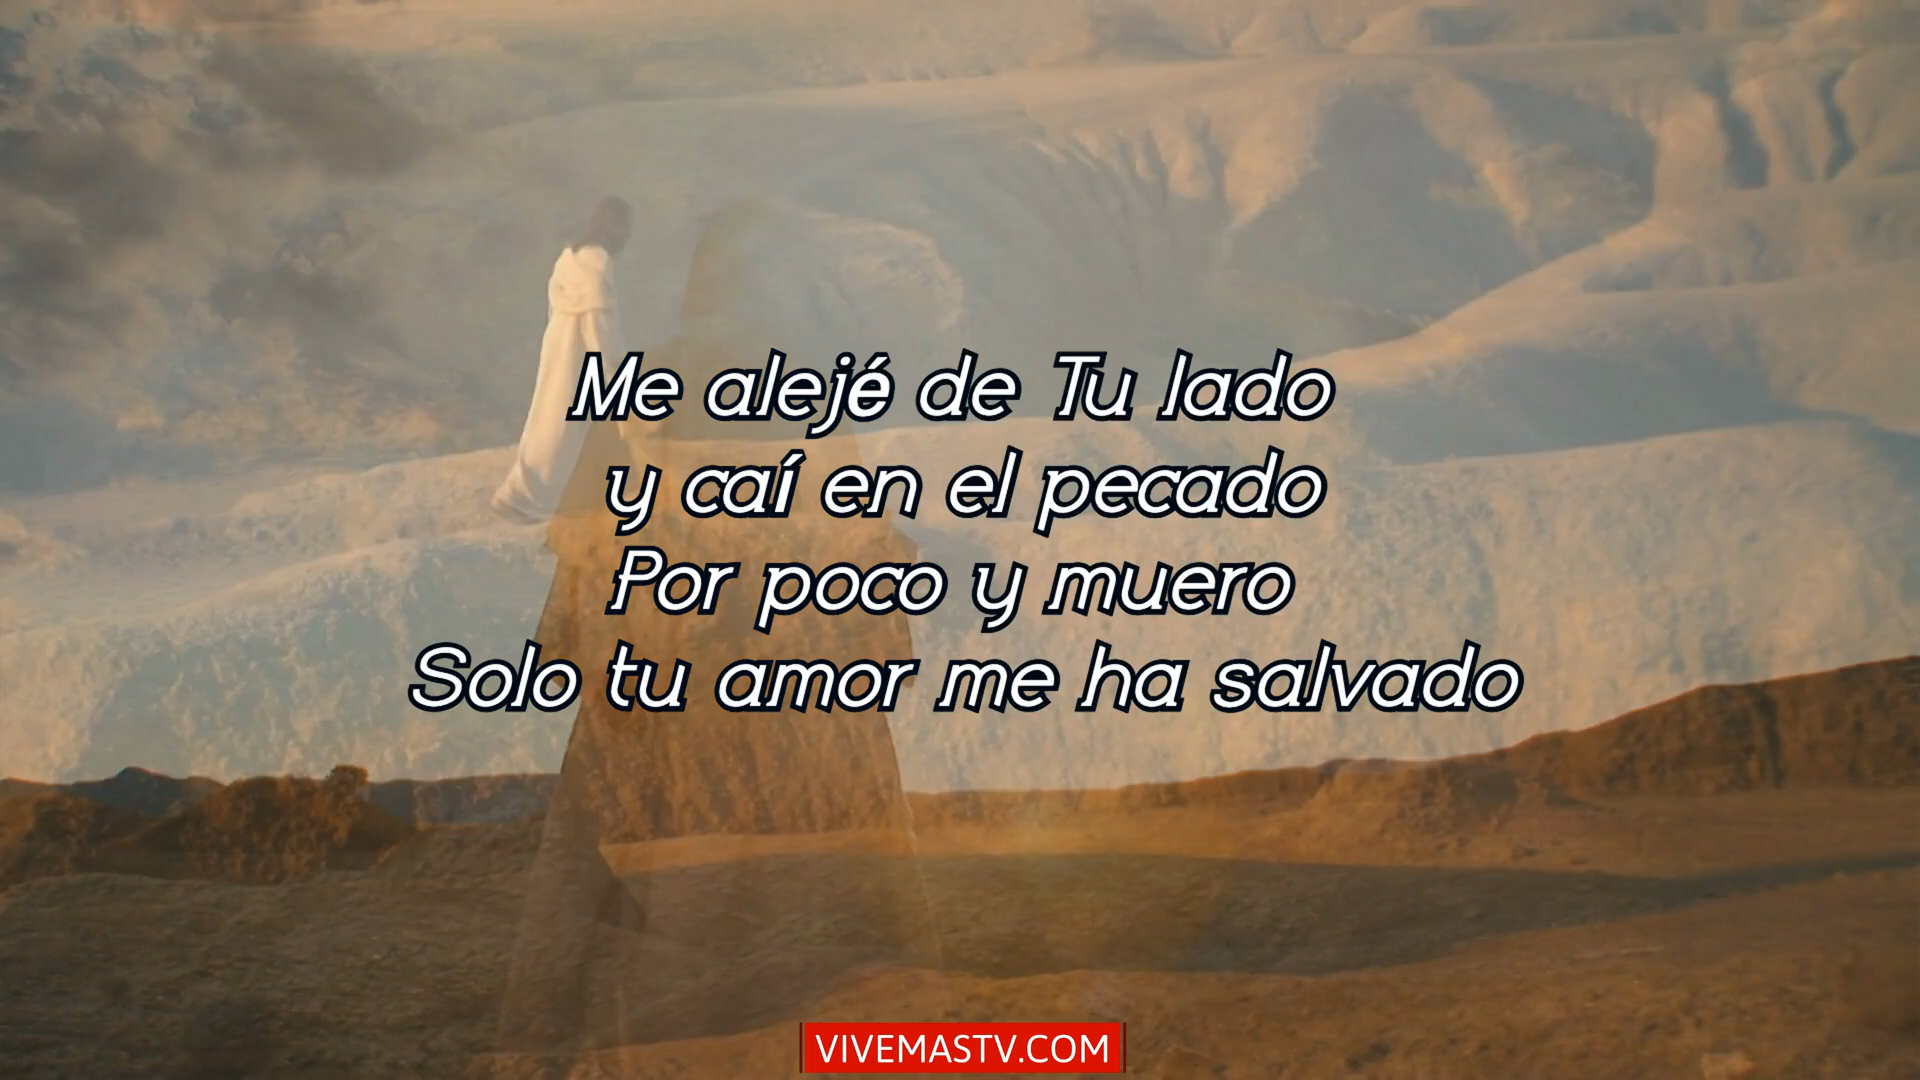 Me alejé de Tu lado
y caí en el pecado
Por poco y muero
Solo tu amor me ha salvado
VIVEMASTV.COM